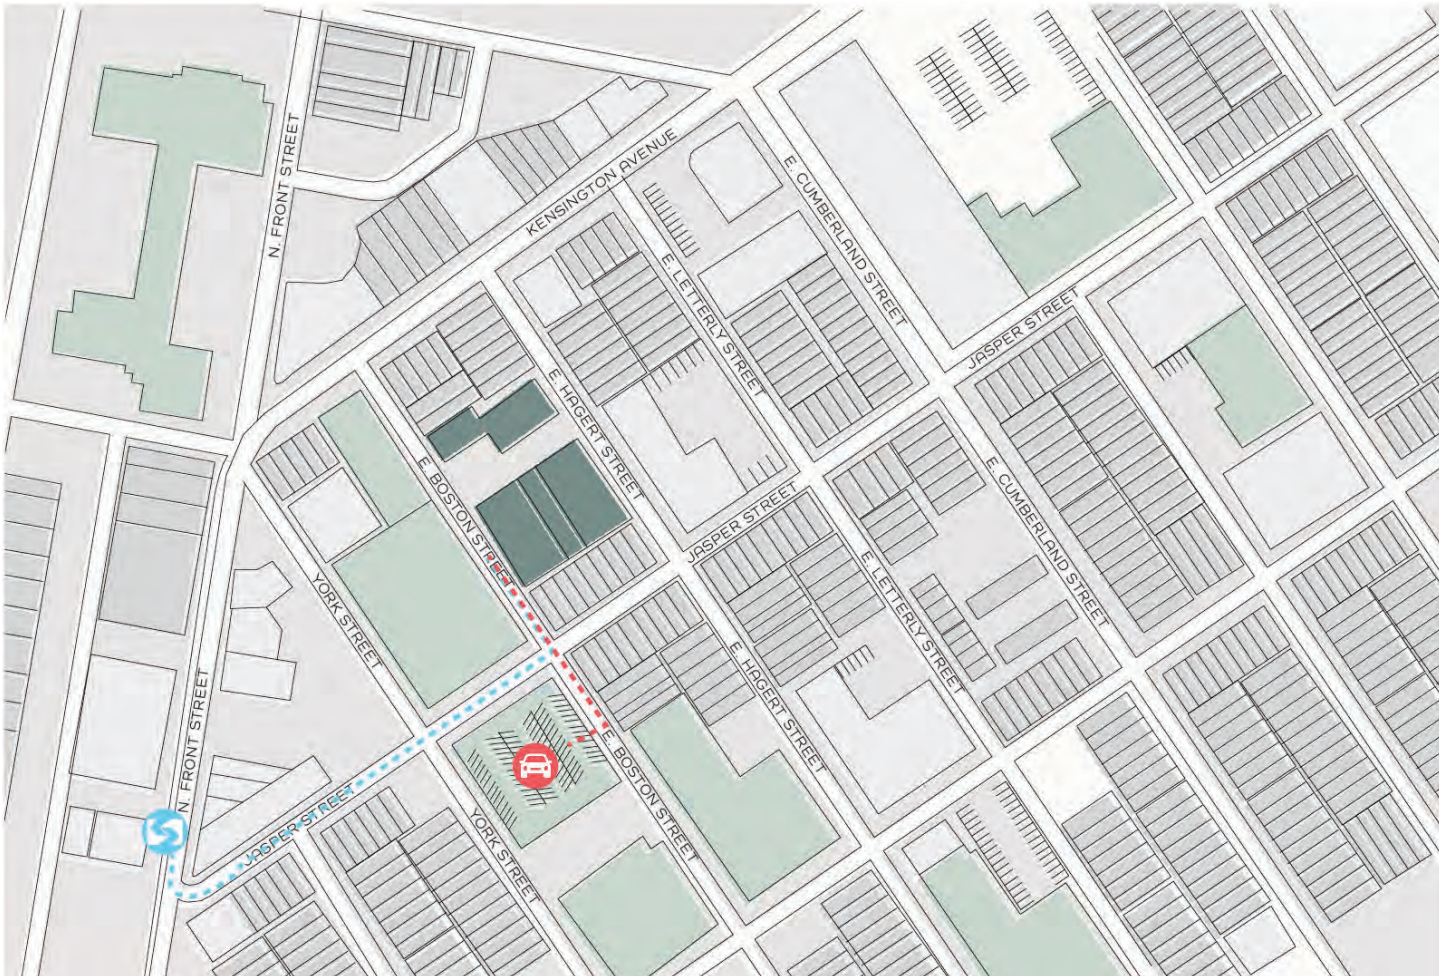 N. FRONT STREET
KENSINGTON AVENUE
E. CUMBERLAND STREET
E. LETTERLY STREET
JASPER STREET
E. HAGERT STREET
E. BOSTON STREET
JASPER STREET
E. CUMBERLAND STREET
E. LETTERLY STREET
YORK STREET
E. HAGERT STREET
N. FRONT STREET
E. BOSTON STREET
JASPER STREET
YORK STREET